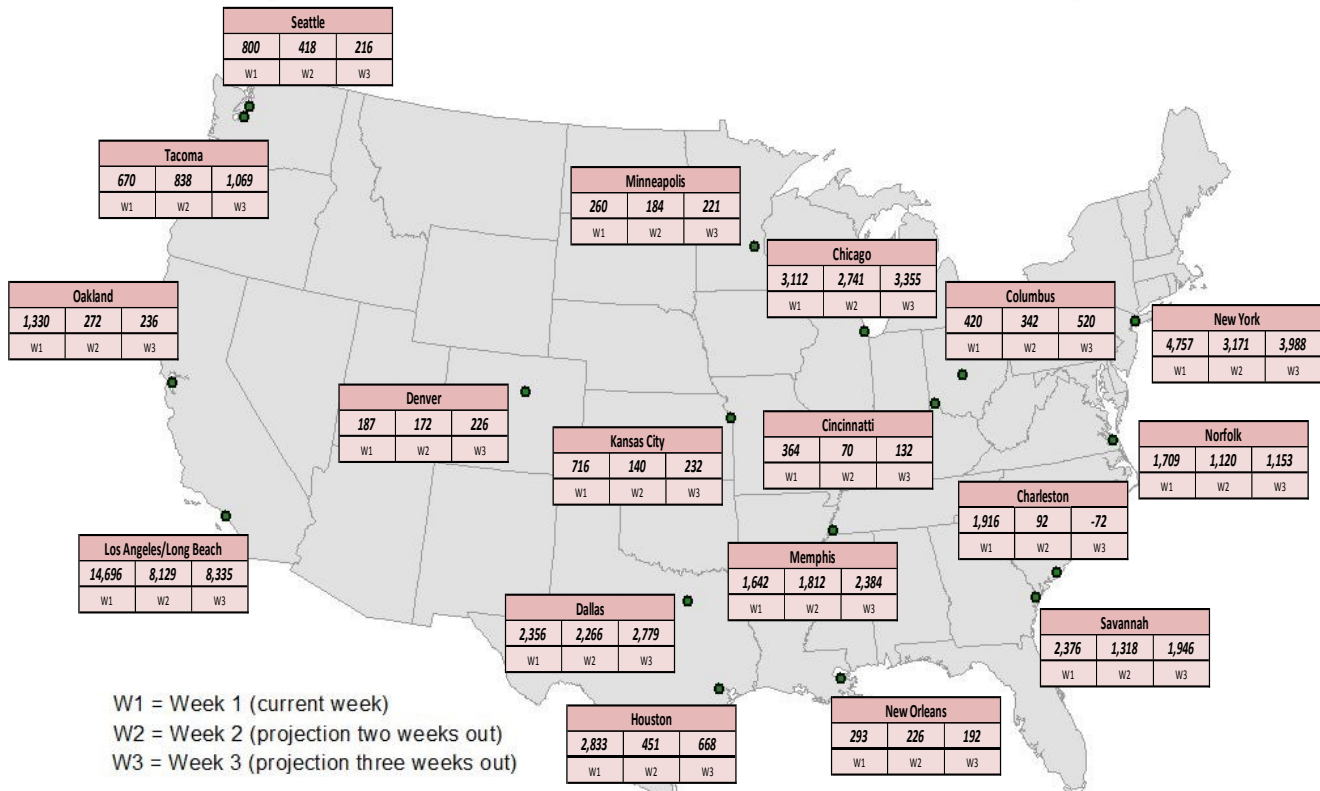 Seattle
800 418 216
W1 W2 W3
Tacoma
670 838 1,069
W1 W2 W3
Minneapolis
260 184 221
W1 W2 W3
Chicago
3,112 2,741 3,355
W1 W2 W3
Oakland
1,330 272 236
W1 W2 W3
Columbus
420 342 520
W1 W2 W3
New York
4,757 3,171 3,988
W1 W2 W3
Denver
187 172 226
W1 W2 W3
Kansas City
716 140 232
W1 W2 W3
Cincinnatti
364 70 132
W1 W2 W3
Norfolk
1,709 1,120 1,153
W1 W2 W3
Charleston
1,916 92 -72
W1 W2 W3
Los Angeles/Long Beach
14,696 8,129 8,335
W1 W2 W3
Memphis
1,642 1,812 2,384
W1 W2 W3
Dallas
2,356 2,266 2,779
W1 W2 W3
Savannah
2,376 1,318 1,946
W1 W2 W3
Houston
2,833 451 668
W1 W2 W3
New Orleans
293 226 192
W1 W2 W3
W1 = Week 1 (current week)
W2 = Week 2 (projection two weeks out)
W3 = Week 3 (projection three weeks out)